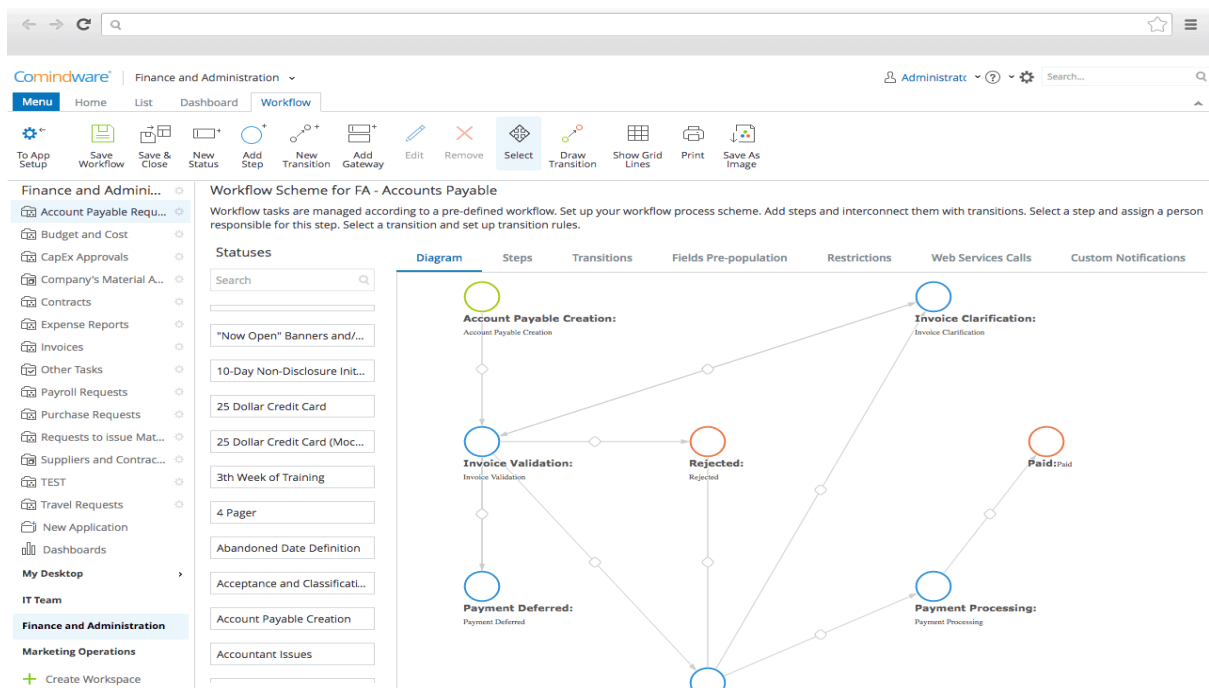 Comindware®
Finance and Administration
Administratc
?
Search...
Menu
Home
List
Dashboard
Workflow
To App Setup
Save Workflow
Save & Close
New Status
Add Step
New Transition
Add Gateway
Edit
Remove
Select
Draw Transition
Show Grid Lines
Print
Save As Image
Finance and Admini...
Account Payable Requ...
Budget and Cost
CapEx Approvals
Company's Material A...
Contracts
Expense Reports
Invoices
Other Tasks
Payroll Requests
Purchase Requests
Requests to issue Mat...
Suppliers and Contrac...
TEST
Travel Requests
New Application
Dashboards
My Desktop
IT Team
Finance and Administration
Marketing Operations
Create Workspace
Workflow Scheme for FA - Accounts Payable
Workflow tasks are managed according to a pre-defined workflow. Set up your workflow process scheme. Add steps and interconnect them with transitions. Select a step and assign a person
responsible for this step. Select a transition and set up transition rules.
Statuses
Search
"Now Open" Banners and/...
10-Day Non-Disclosure Init...
25 Dollar Credit Card
25 Dollar Credit Card (Moc...
3th Week of Training
4 Pager
Abandoned Date Definition
Acceptance and Classificati...
Account Payable Creation
Accountant Issues
Diagram
Steps
Transitions
Fields Pre-population
Restrictions
Web Services Calls
Custom Notifications
Account Payable Creation:
Account Payable Creation
Invoice Clarification:
Invoice Clarification
Invoice Validation:
Invoice Validation
Rejected:
Rejected
Paid:Paid
Payment Deferred:
Payment Deferred
Payment Processing:
Payment Processing